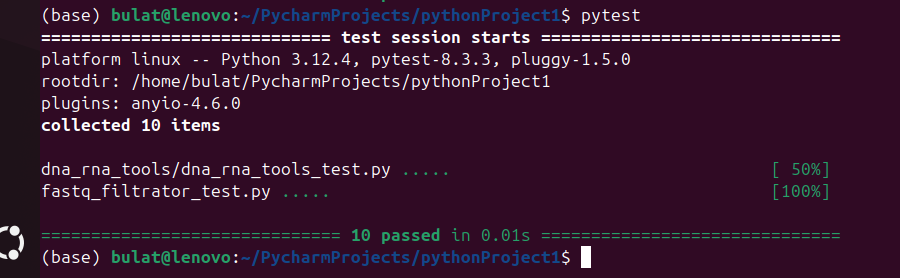 (base) bulat@lenovo:~/PycharmProjects/pythonProject1$ pytest
============================= test session starts ==============================
platform linux -- Python 3.12.4, pytest-8.3.3, pluggy-1.5.0
rootdir: /home/bulat/PycharmProjects/pythonProject1
plugins: anyio-4.6.0
collected 10 items
dna_rna_tools/dna_rna_tools_test.py ..... [ 50%]
fastq_filtrator_test.py ..... [100%]
============================== 10 passed in 0.01s ==============================
(base) bulat@lenovo:~/PycharmProjects/pythonProject1$